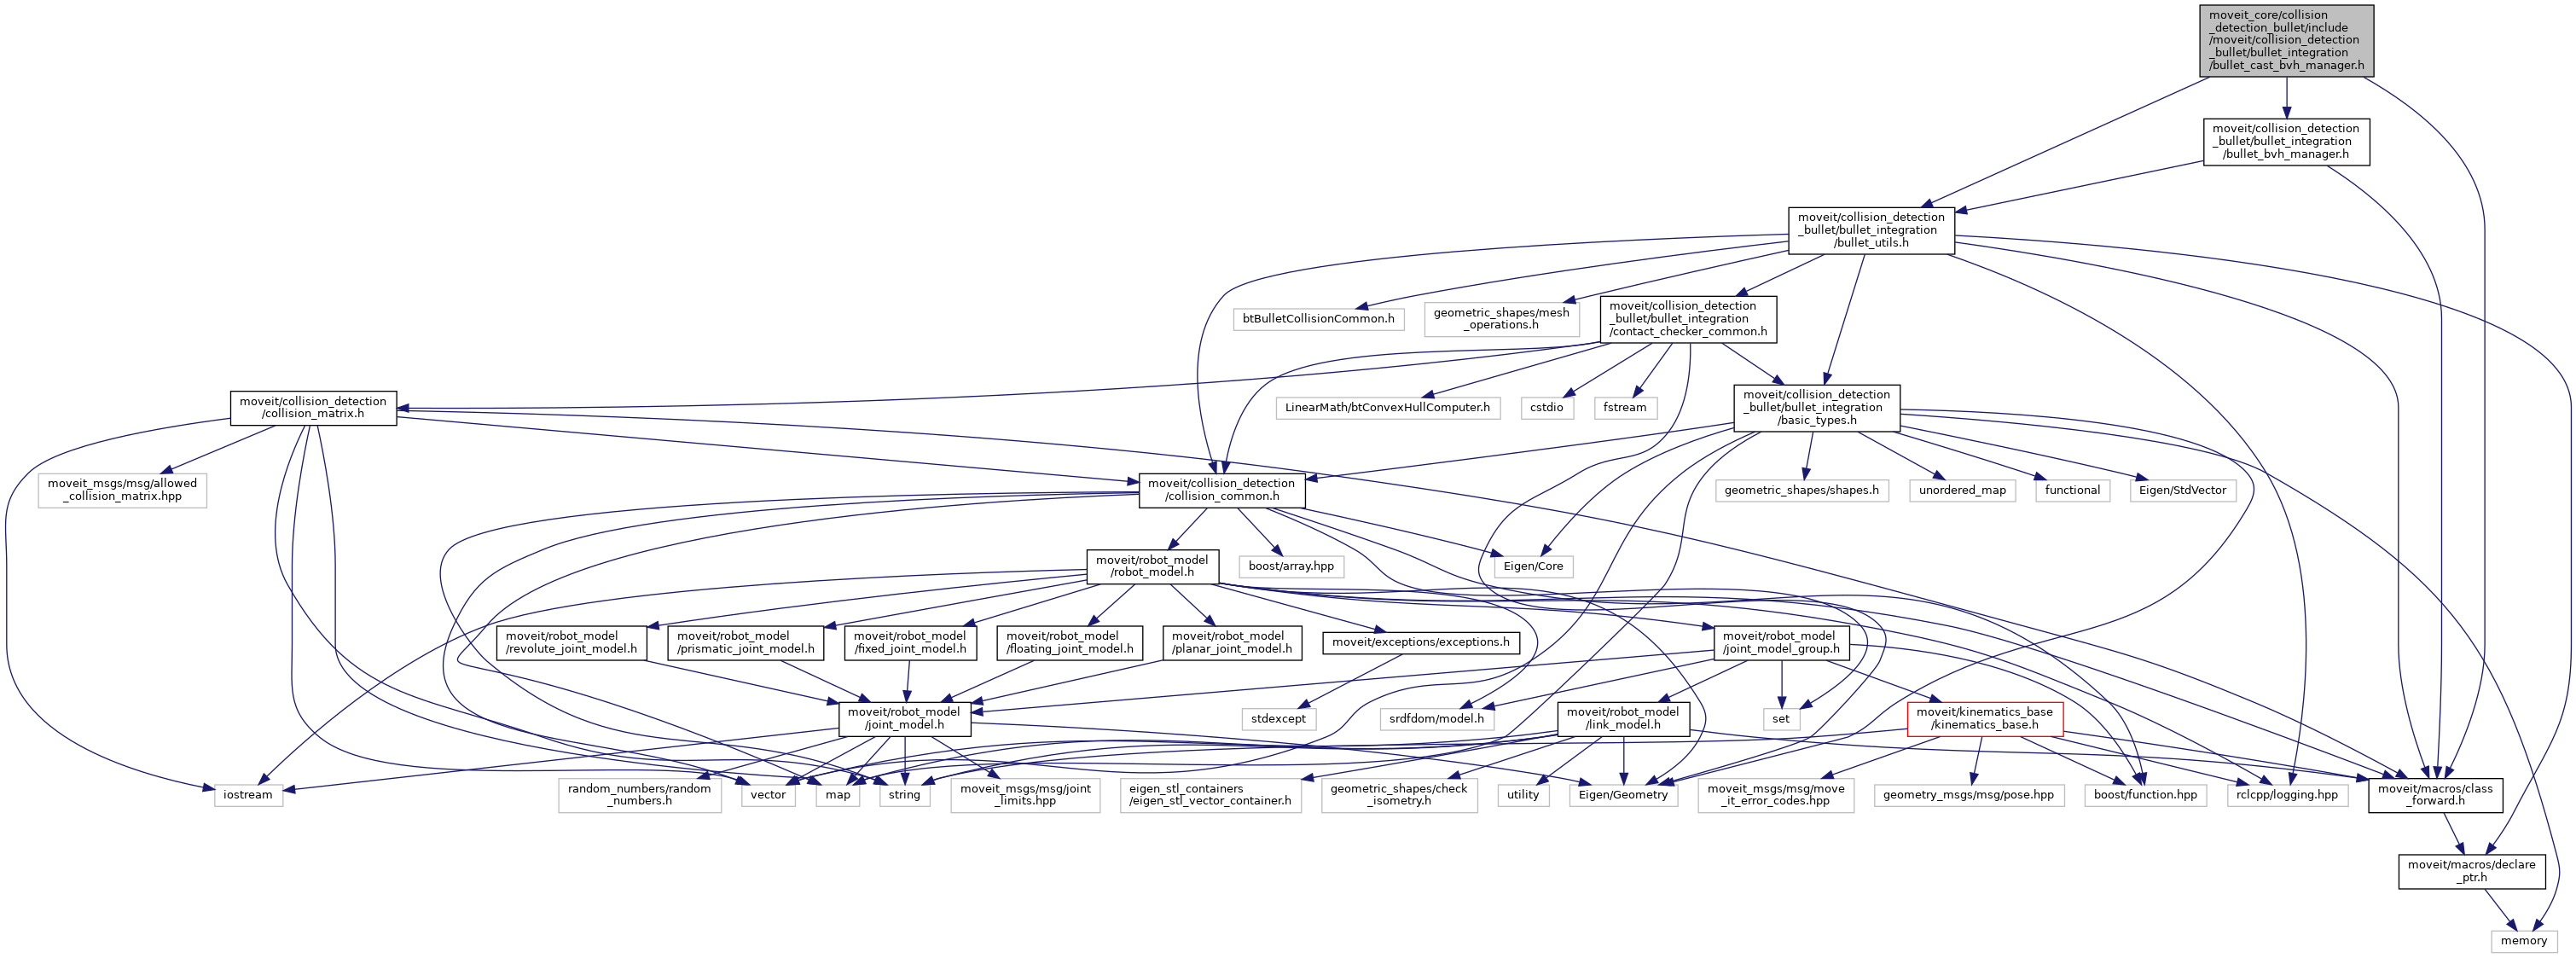 moveit_core/collision
_detection_bullet/include
/moveit/collision_detection
_bullet/bullet_integration
/bullet_cast_bvh_manager.h
moveit/collision_detection
_bullet/bullet_integration
/bullet_bvh_manager.h
moveit/collision_detection
_bullet/bullet_integration
/bullet_utils.h
btBulletCollisionCommon.h
geometric_shapes/mesh
_operations.h
moveit/collision_detection
_bullet/bullet_integration
/contact_checker_common.h
moveit/collision_detection
/collision_matrix.h
LinearMath/btConvexHullComputer.h
cstdio
fstream
moveit/collision_detection
_bullet/bullet_integration
/basic_types.h
moveit_msgs/msg/allowed
_collision_matrix.hpp
moveit/collision_detection
/collision_common.h
geometric_shapes/shapes.h
unordered_map
functional
Eigen/StdVector
moveit/robot_model
/robot_model.h
boost/array.hpp
Eigen/Core
moveit/robot_model
/revolute_joint_model.h
moveit/robot_model
/prismatic_joint_model.h
moveit/robot_model
/fixed_joint_model.h
moveit/robot_model
/floating_joint_model.h
moveit/robot_model
/planar_joint_model.h
moveit/exceptions/exceptions.h
moveit/robot_model
/joint_model_group.h
moveit/robot_model
/joint_model.h
stdexcept
srdfdom/model.h
moveit/robot_model
/link_model.h
set
moveit/kinematics_base
/kinematics_base.h
iostream
random_numbers/random
_numbers.h
vector
map
string
moveit_msgs/msg/joint
_limits.hpp
eigen_stl_containers
/eigen_stl_vector_container.h
geometric_shapes/check
_isometry.h
utility
Eigen/Geometry
moveit_msgs/msg/move
_it_error_codes.hpp
geometry_msgs/msg/pose.hpp
boost/function.hpp
rclcpp/logging.hpp
moveit/macros/class
_forward.h
moveit/macros/declare
_ptr.h
memory